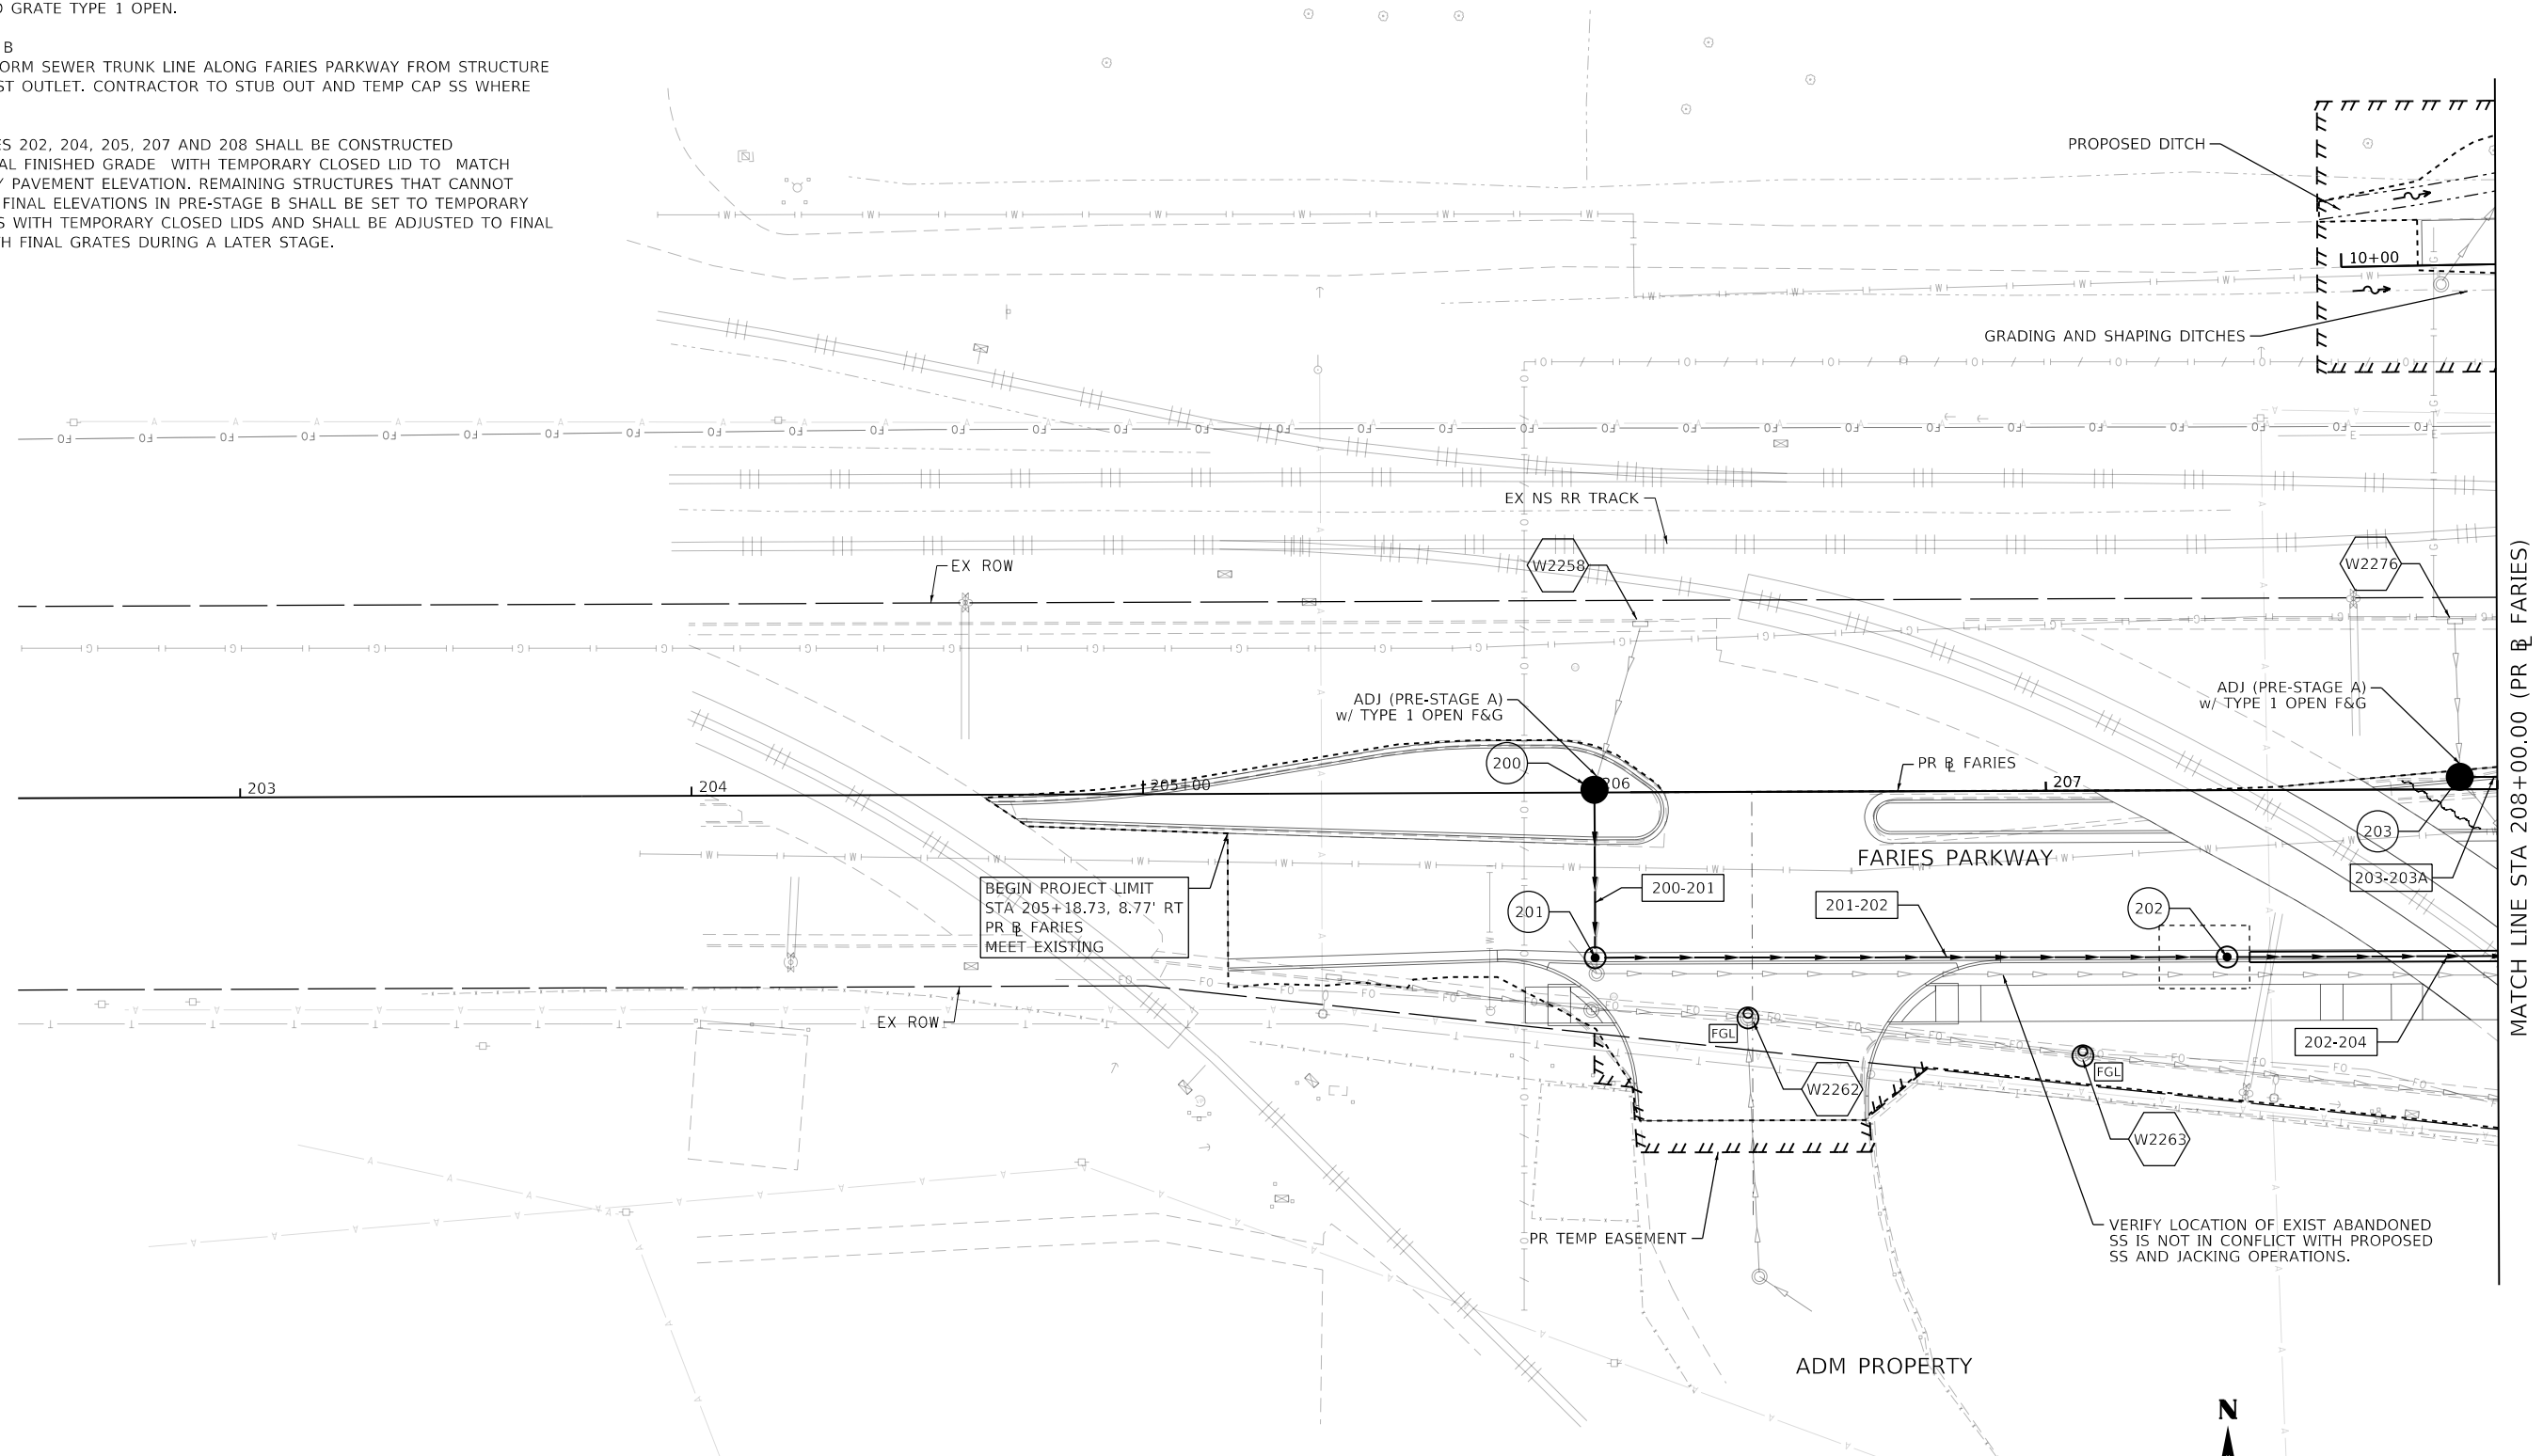 D GRATE TYPE 1 OPEN.
B
ORM SEWER TRUNK LINE ALONG FARIES PARKWAY FROM STRUCTURE
ST OUTLET. CONTRACTOR TO STUB OUT AND TEMP CAP SS WHERE
ES 202, 204, 205, 207 AND 208 SHALL BE CONSTRUCTED
AL FINISHED GRADE WITH TEMPORARY CLOSED LID TO MATCH
Y PAVEMENT ELEVATION. REMAINING STRUCTURES THAT CANNOT
FINAL ELEVATIONS IN PRE-STAGE B SHALL BE SET TO TEMPORARY
S WITH TEMPORARY CLOSED LIDS AND SHALL BE ADJUSTED TO FINAL
TH FINAL GRATES DURING A LATER STAGE.
PROPOSED DITCH
10+00
GRADING AND SHAPING DITCHES
EX NS RR TRACK
EX ROW
W2258
W2276
ADJ (PRE-STAGE A)
w/ TYPE 1 OPEN F&G
ADJ (PRE-STAGE A)
w/ TYPE 1 OPEN F&G
200
PR BL FARIES
203
204
205+00
206
207
203
FARIES PARKWAY
203-203A
BEGIN PROJECT LIMIT
STA 205+18.73, 8.77' RT
PR BL FARIES
MEET EXISTING
200-201
201
201-202
202
EX ROW
FGL
W2262
FGL
W2263
202-204
PR TEMP EASEMENT
VERIFY LOCATION OF EXIST ABANDONED
SS IS NOT IN CONFLICT WITH PROPOSED
SS AND JACKING OPERATIONS.
ADM PROPERTY
N
MATCH LINE STA 208+00.00 (PR BL FARIES)